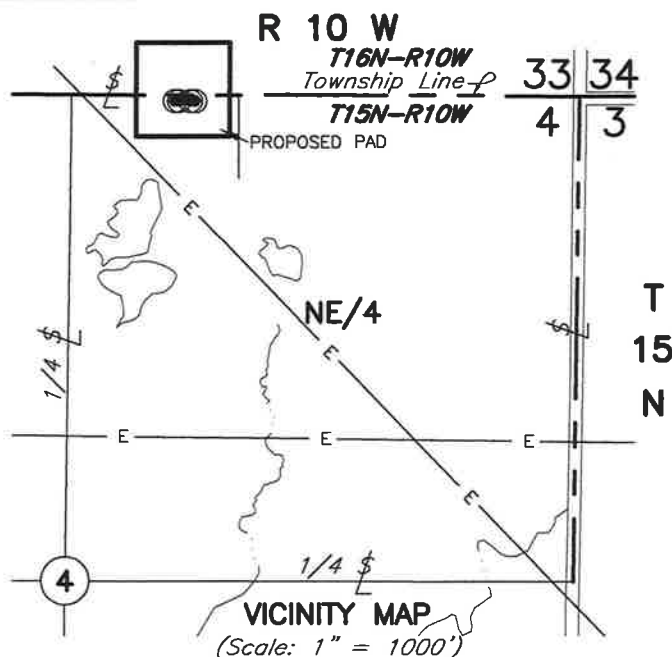 R 10 W
T16N-R10W
Township Line
33 34
T15N-R10W
4 3
PROPOSED PAD
E
NE/4
T
15
N
1/4 S L
S L
E
E E E
E
4
1/4 S L
VICINITY MAP
(Scale: 1" = 1000')